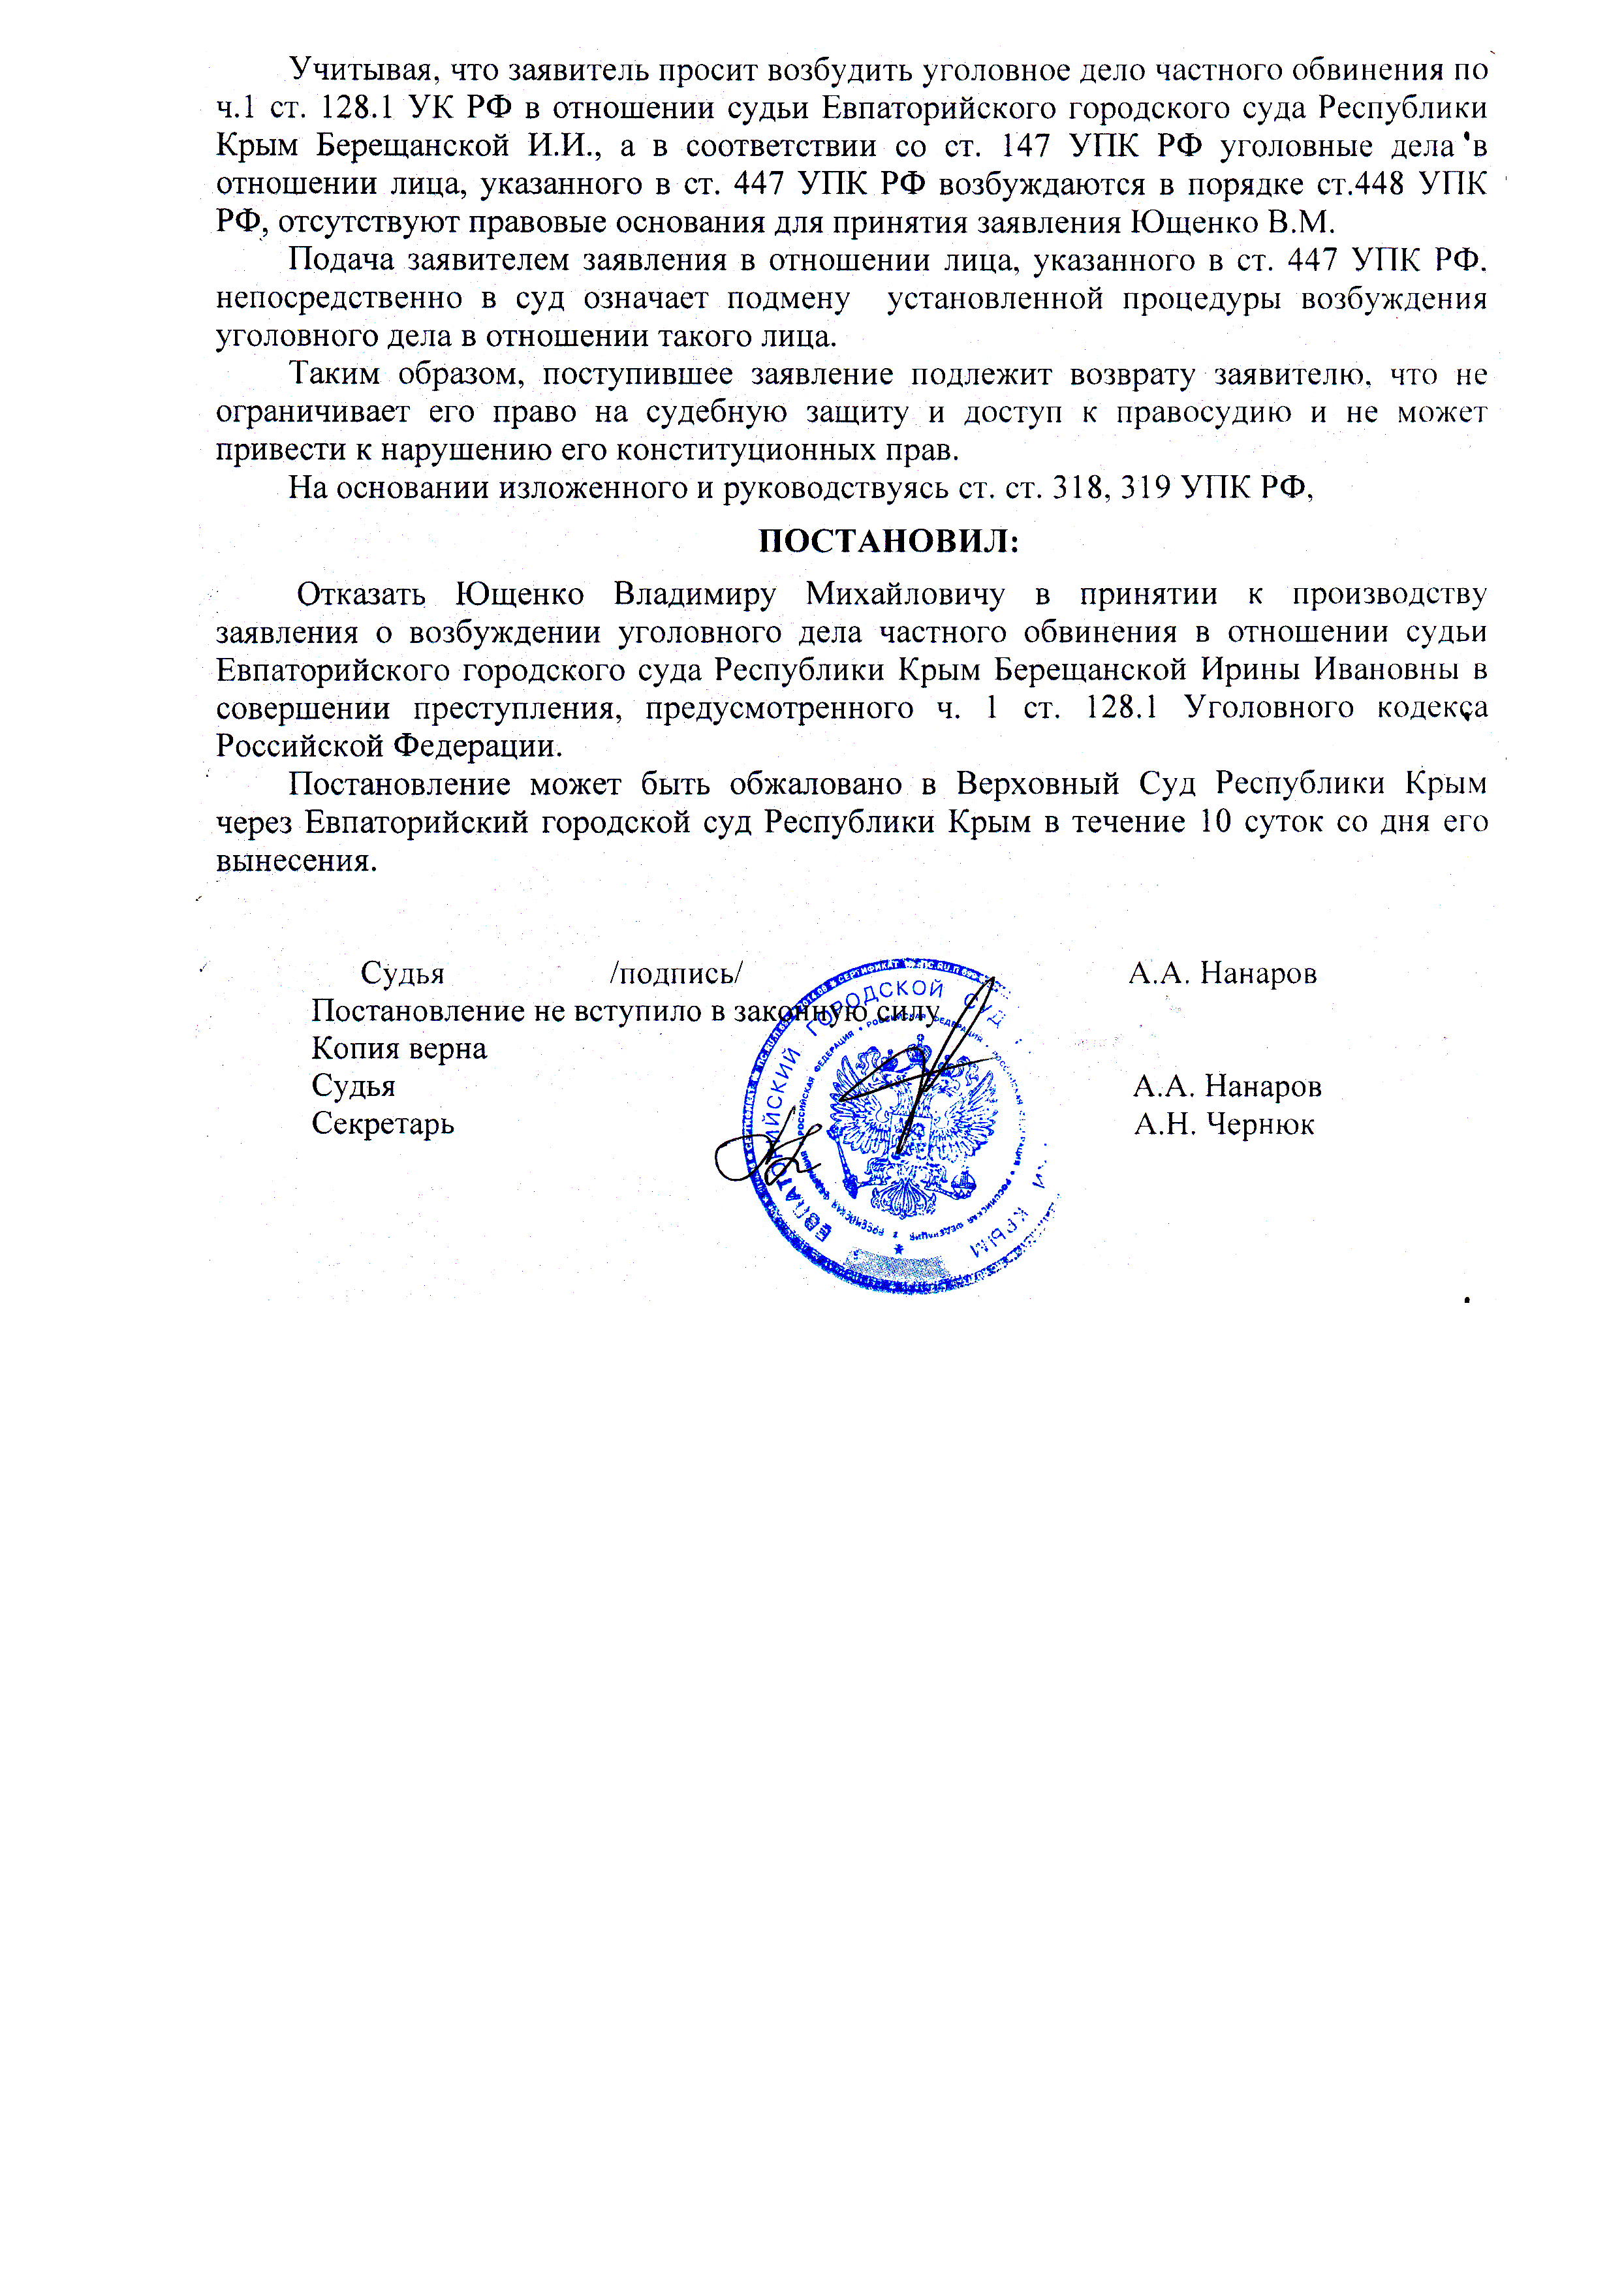 Учитывая, что заявитель просит возбудить уголовное дело частного обвинения по
ч.1 ст. 128.1 УК РФ в отношении судьи Евпаторийского городского суда Республики
Крым Берещанской И.И., а в соответствии со ст. 147 УПК РФ уголовные дела в
отношении лица, указанного в ст. 447 УПК РФ возбуждаются в порядке ст.448 УПК
РФ, отсутствуют правовые основания для принятия заявления Ющенко В.М.
Подача заявителем заявления в отношении лица, указанного в ст. 447 УПК РФ.
непосредственно в суд означает подмену установленной процедуры возбуждения
уголовного дела в отношении такого лица.
Таким образом, поступившее заявление подлежит возврату заявителю, что не
ограничивает его право на судебную защиту и доступ к правосудию и не может
привести к нарушению его конституционных прав.
На основании изложенного и руководствуясь ст. ст. 318, 319 УПК РФ,
ПОСТАНОВИЛ:
Отказать Ющенко Владимиру Михайловичу в принятии к производству
заявления о возбуждении уголовного дела частного обвинения в отношении судьи
Евпаторийского городского суда Республики Крым Берещанской Ирины Ивановны в
совершении преступления, предусмотренного ч. 1 ст. 128.1 Уголовного кодекса
Российской Федерации.
Постановление может быть обжаловано в Верховный Суд Республики Крым
через Евпаторийский городской суд Республики Крым в течение 10 суток со дня его
вынесения.
Судья /подпись/ А.А. Нанаров
Постановление не вступило в законную силу
Копия верна
Судья А.А. Нанаров
Секретарь А.Н. Чернюк
ЕВПАТОРИЙСКИЙ ГОРОДСКОЙ СУД
КРЫМ
РОССИЙСКАЯ ФЕДЕРАЦИЯ